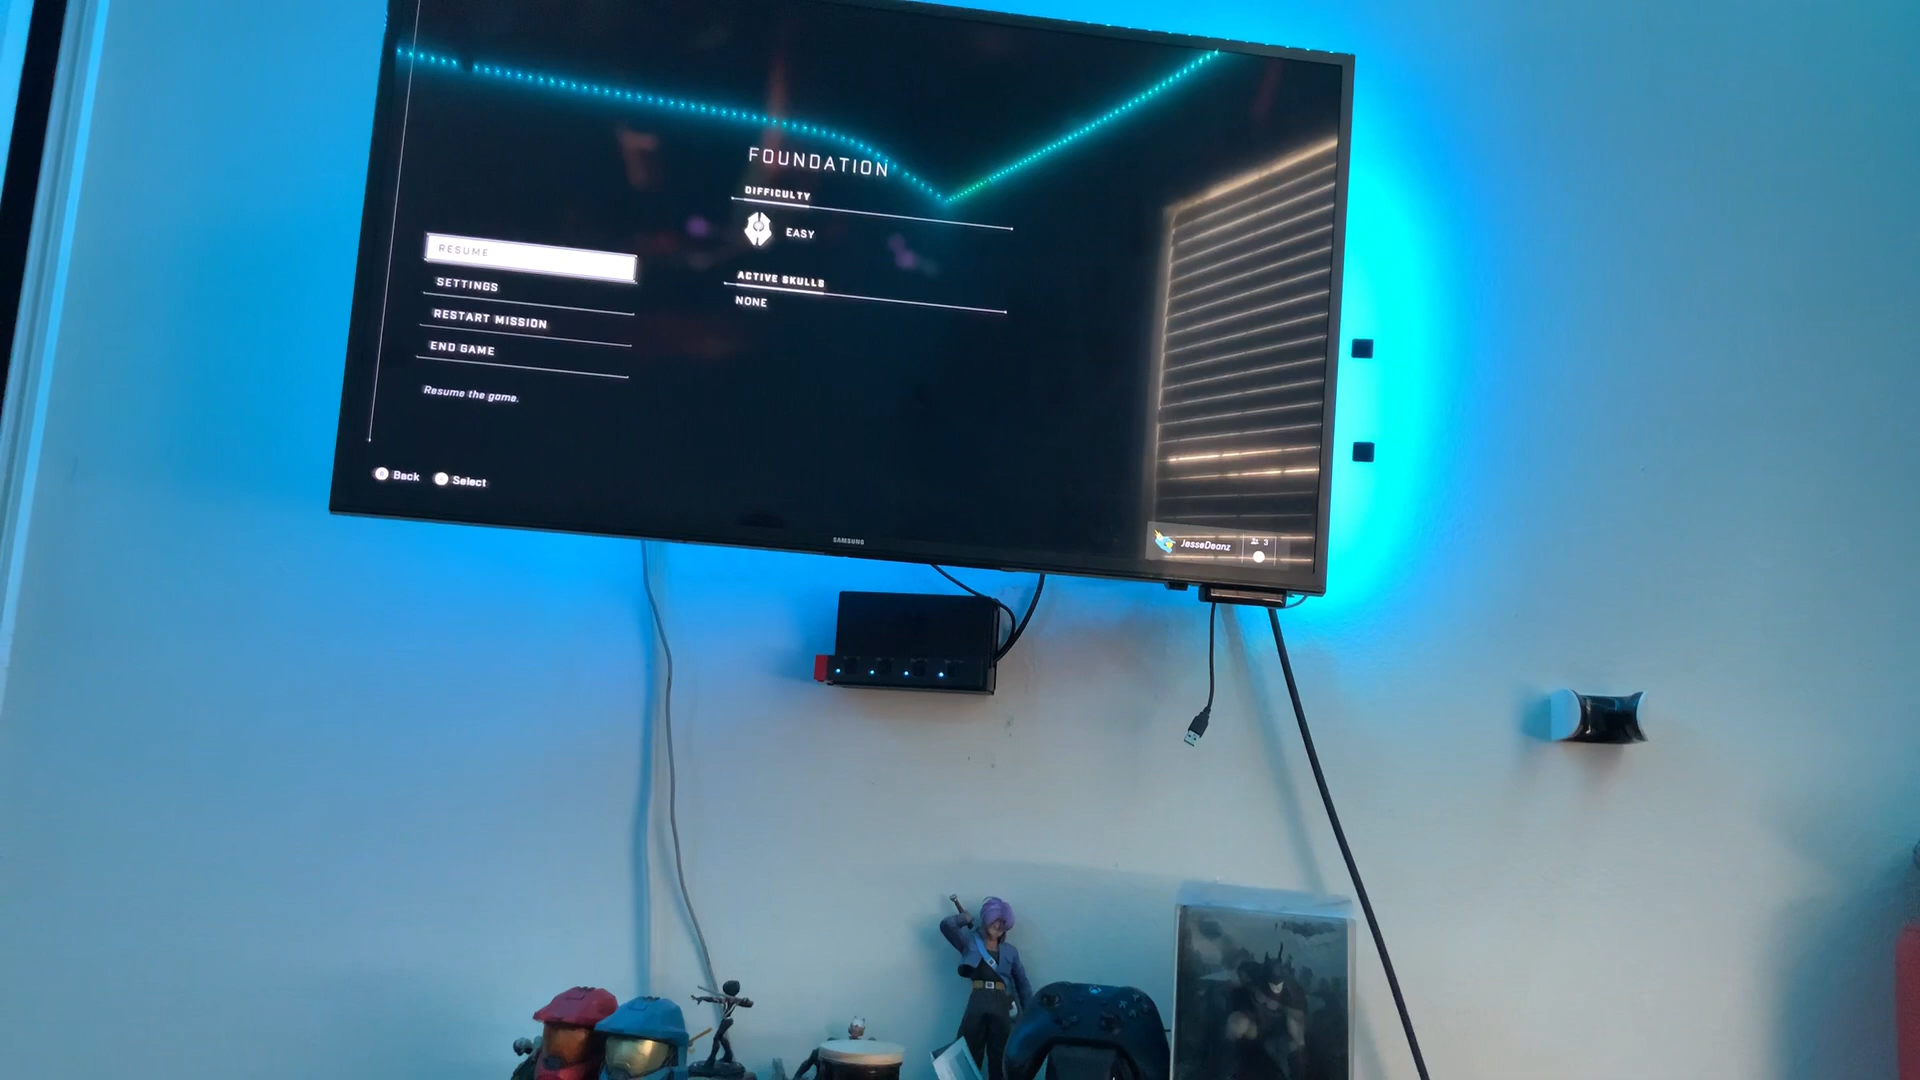 FOUNDATION
DIFFICULTY
EASY
ACTIVE SKULLS
NONE
RESUME
SETTINGS
RESTART MISSION
END GAME
Resume the game.
Back
Select
JesseDeanz
3
SAMSUNG